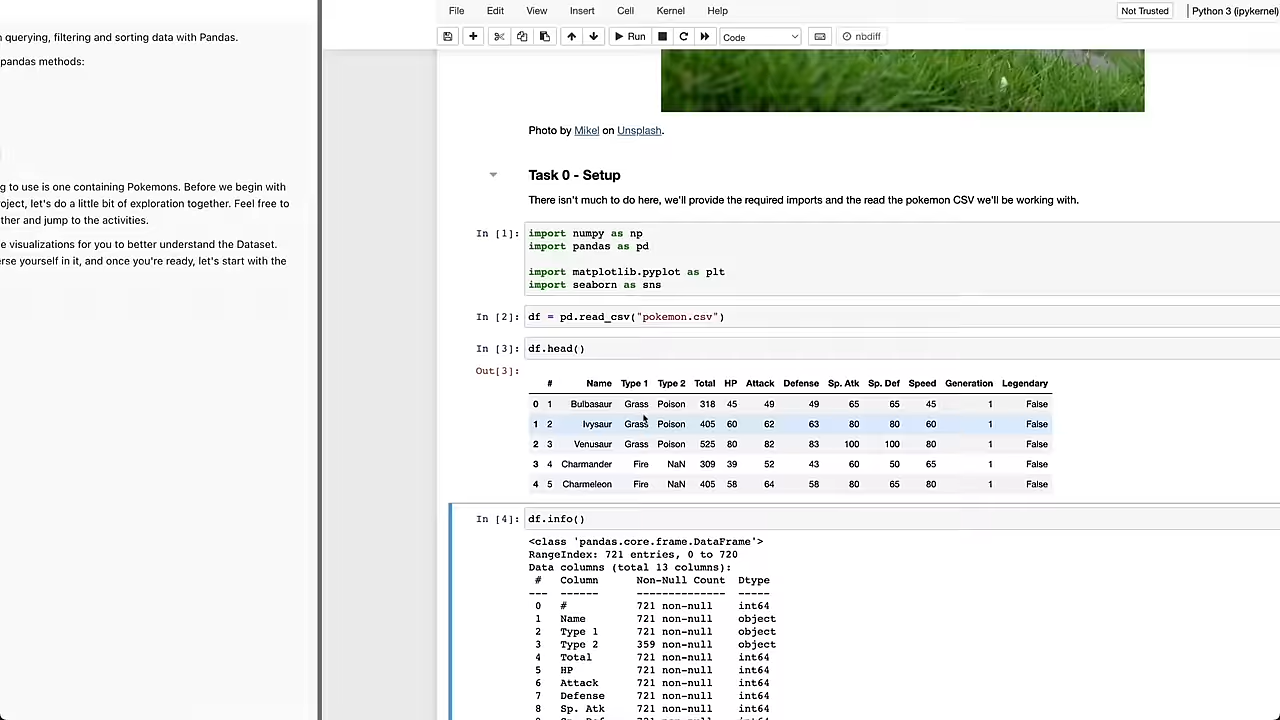 n querying, filtering and sorting data with Pandas.
pandas methods:
g to use is one containing Pokemons. Before we begin with
roject, let's do a little bit of exploration together. Feel free to
ther and jump to the activities.
e visualizations for you to better understand the Dataset.
erse yourself in it, and once you're ready, let's start with the
File Edit View Insert Cell Kernel Help Not Trusted Python 3 (ipykernel)
Run Code nbdiff
Photo by Mikel on Unsplash.
Task 0 - Setup
There isn't much to do here, we'll provide the required imports and the read the pokemon CSV we'll be working with.
In [1]: import numpy as np
import pandas as pd
import matplotlib.pyplot as plt
import seaborn as sns
In [2]: df = pd.read_csv("pokemon.csv")
In [3]: df.head()
Out[3]:
# Name Type 1 Type 2 Total HP Attack Defense Sp. Atk Sp. Def Speed Generation Legendary
0 1 Bulbasaur Grass Poison 318 45 49 49 65 65 45 1 False
1 2 Ivysaur Grass Poison 405 60 62 63 80 80 60 1 False
2 3 Venusaur Grass Poison 525 80 82 83 100 100 80 1 False
3 4 Charmander Fire NaN 309 39 52 43 60 50 65 1 False
4 5 Charmeleon Fire NaN 405 58 64 58 80 65 80 1 False
In [4]: df.info()
<class 'pandas.core.frame.DataFrame'>
RangeIndex: 721 entries, 0 to 720
Data columns (total 13 columns):
# Column Non-Null Count Dtype
--- ------ -------------- -----
0 # 721 non-null int64
1 Name 721 non-null object
2 Type 1 721 non-null object
3 Type 2 359 non-null object
4 Total 721 non-null int64
5 HP 721 non-null int64
6 Attack 721 non-null int64
7 Defense 721 non-null int64
8 Sp. Atk 721 non-null int64